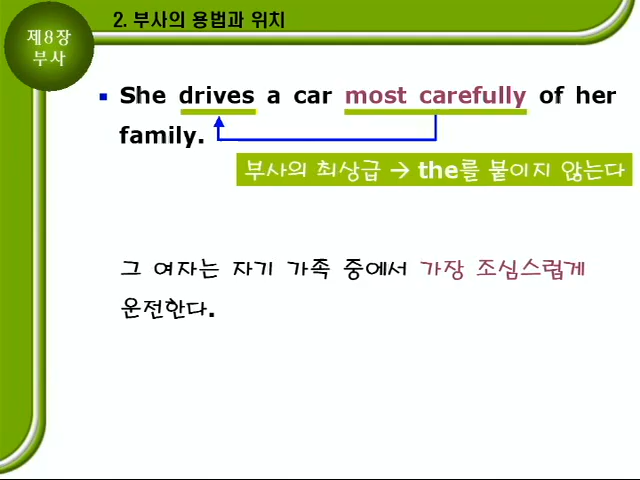 제8장
부사
2. 부사의 용법과 위치
She drives a car most carefully of her
family.
부사의 최상급 → the를 붙이지 않는다
그 여자는 자기 가족 중에서 가장 조심스럽게
운전한다.